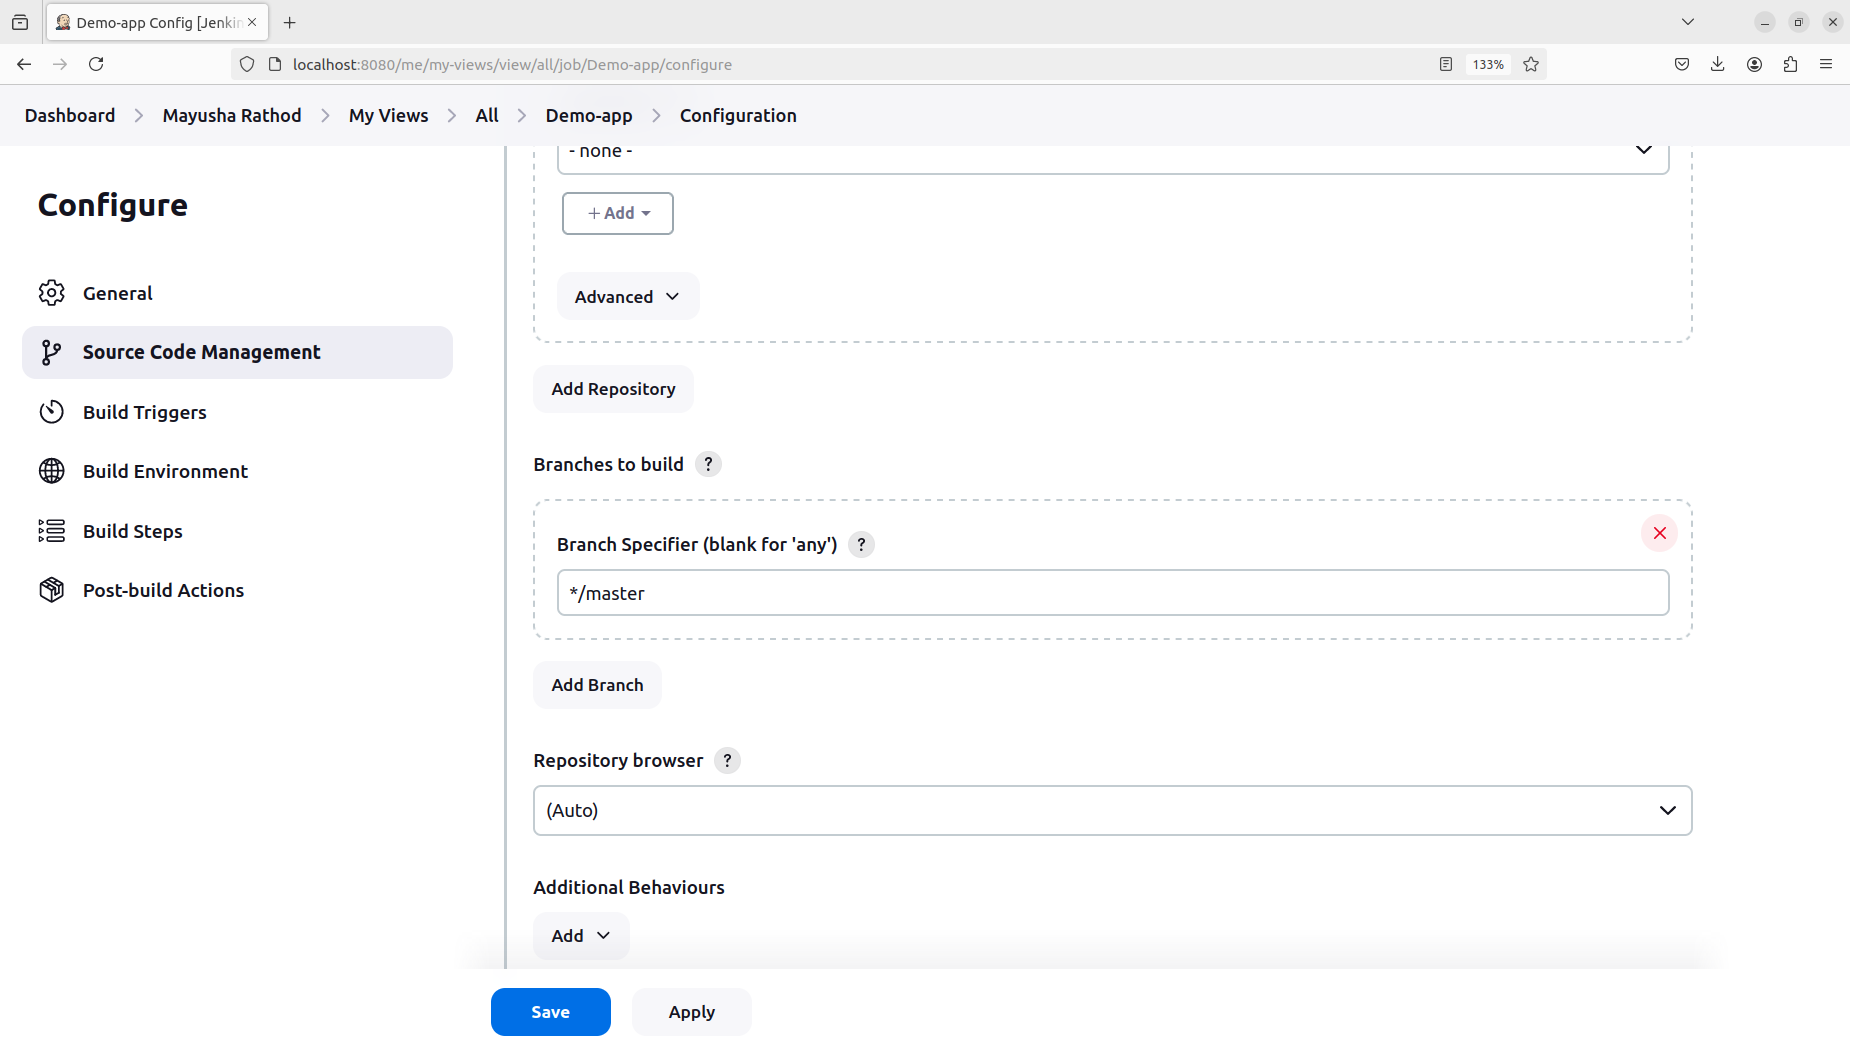 Demo-app Config [Jenkin
localhost:8080/me/my-views/view/all/job/Demo-app/configure
133%
Dashboard
Mayusha Rathod
My Views
All
Demo-app
Configuration
Configure
General
Source Code Management
Build Triggers
Build Environment
Build Steps
Post-build Actions
- none -
+ Add
Advanced
Add Repository
Branches to build ?
Branch Specifier (blank for 'any') ?
*/master
Add Branch
Repository browser ?
(Auto)
Additional Behaviours
Add
Save
Apply